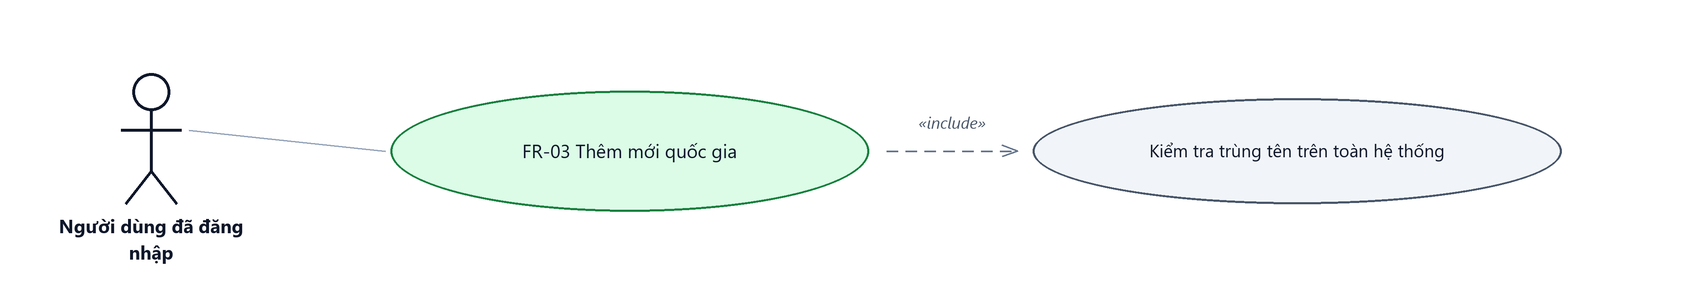 «include»
FR-03 Thêm mới quốc gia
Kiểm tra trùng tên trên toàn hệ thống
Người dùng đã đăng
nhập